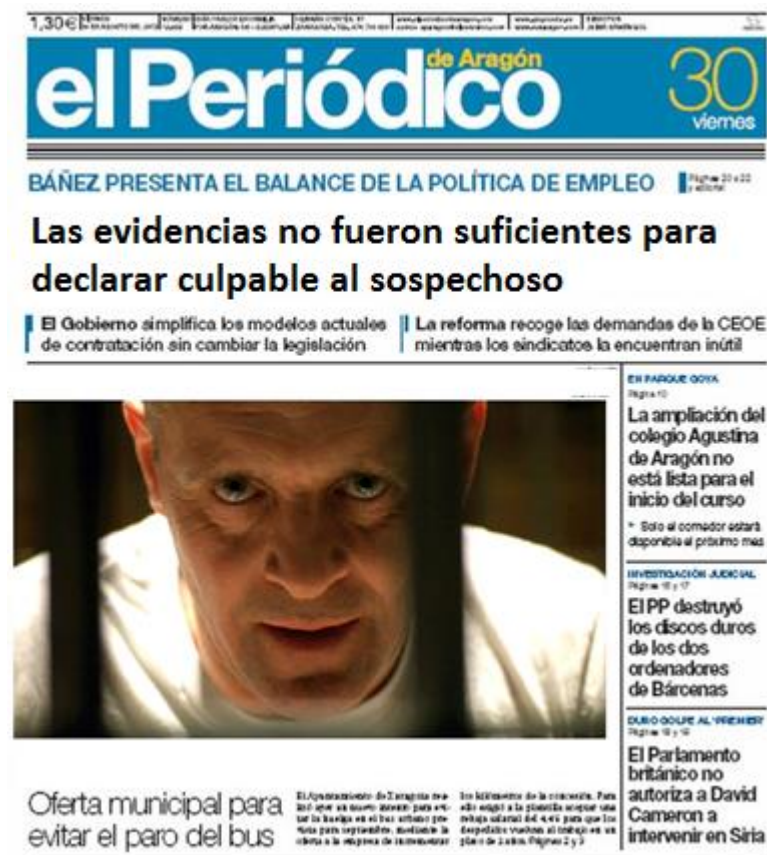 1,30€
de Aragón
el Periódico
30
viernes
BÁÑEZ PRESENTA EL BALANCE DE LA POLÍTICA DE EMPLEO
Las evidencias no fueron suficientes para
declarar culpable al sospechoso
El Gobierno simplifica los modelos actuales
de contratación sin cambiar la legislación
La reforma recoge las demandas de la CEOE
mientras los sindicatos la encuentran inútil
EN PARQUE GOYA
La ampliación del
colegio Agustina
de Aragón no
está lista para el
inicio del curso
Solo el comedor estará
disponible el próximo mes
INVESTIGACIÓN JUDICIAL
El PP destruyó
los discos duros
de los dos
ordenadores
de Bárcenas
DURO GOLPE AL 'PREMIER'
El Parlamento
británico no
autoriza a David
Cameron a
intervenir en Siria
Oferta municipal para
evitar el paro del bus
El Ayuntamiento de Zaragoza